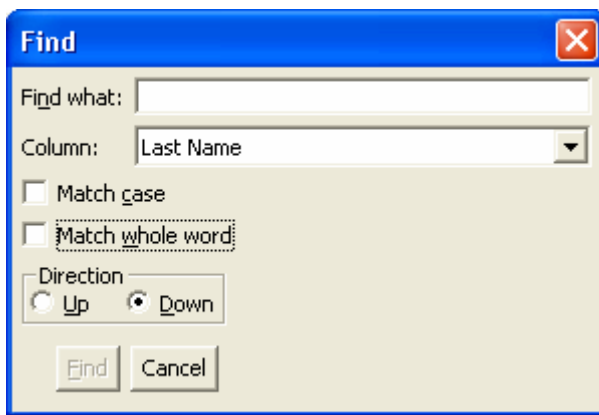 Find
Find what:
Column: Last Name
Match case
Match whole word
Direction
Up Down
Find Cancel